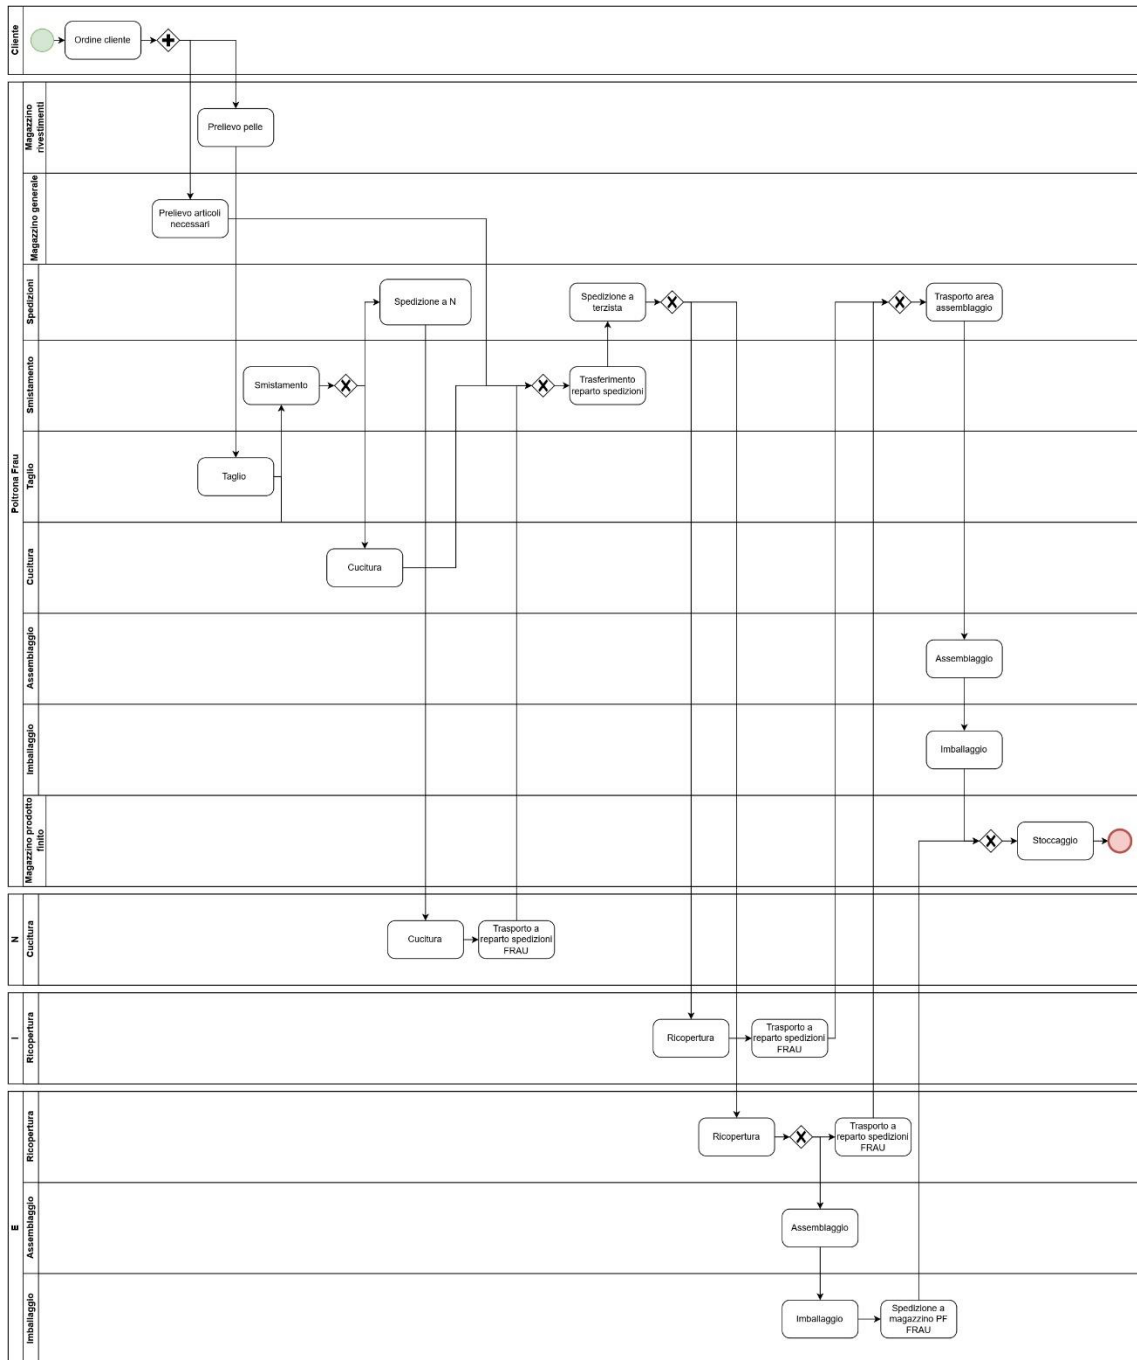 Cliente
Ordine cliente
Poltrona Frau
Magazzino
rivestimenti
Prelievo pelle
Magazzino generale
Prelievo articoli
necessari
Spedizioni
Spedizione a N
Spedizione a
terzista
Trasporto area
assemblaggio
Smistamento
Smistamento
Trasferimento
reparto spedizioni
Taglio
Taglio
Cucitura
Cucitura
Assemblaggio
Assemblaggio
Imballaggio
Imballaggio
Magazzino prodotto
finito
Stoccaggio
N
Cucitura
Cucitura
Trasporto a
reparto spedizioni
FRAU
I
Ricopertura
Ricopertura
Trasporto a
reparto spedizioni
FRAU
E
Ricopertura
Ricopertura
Trasporto a
reparto spedizioni
FRAU
Assemblaggio
Assemblaggio
Imballaggio
Imballaggio
Spedizione a
magazzino PF
FRAU